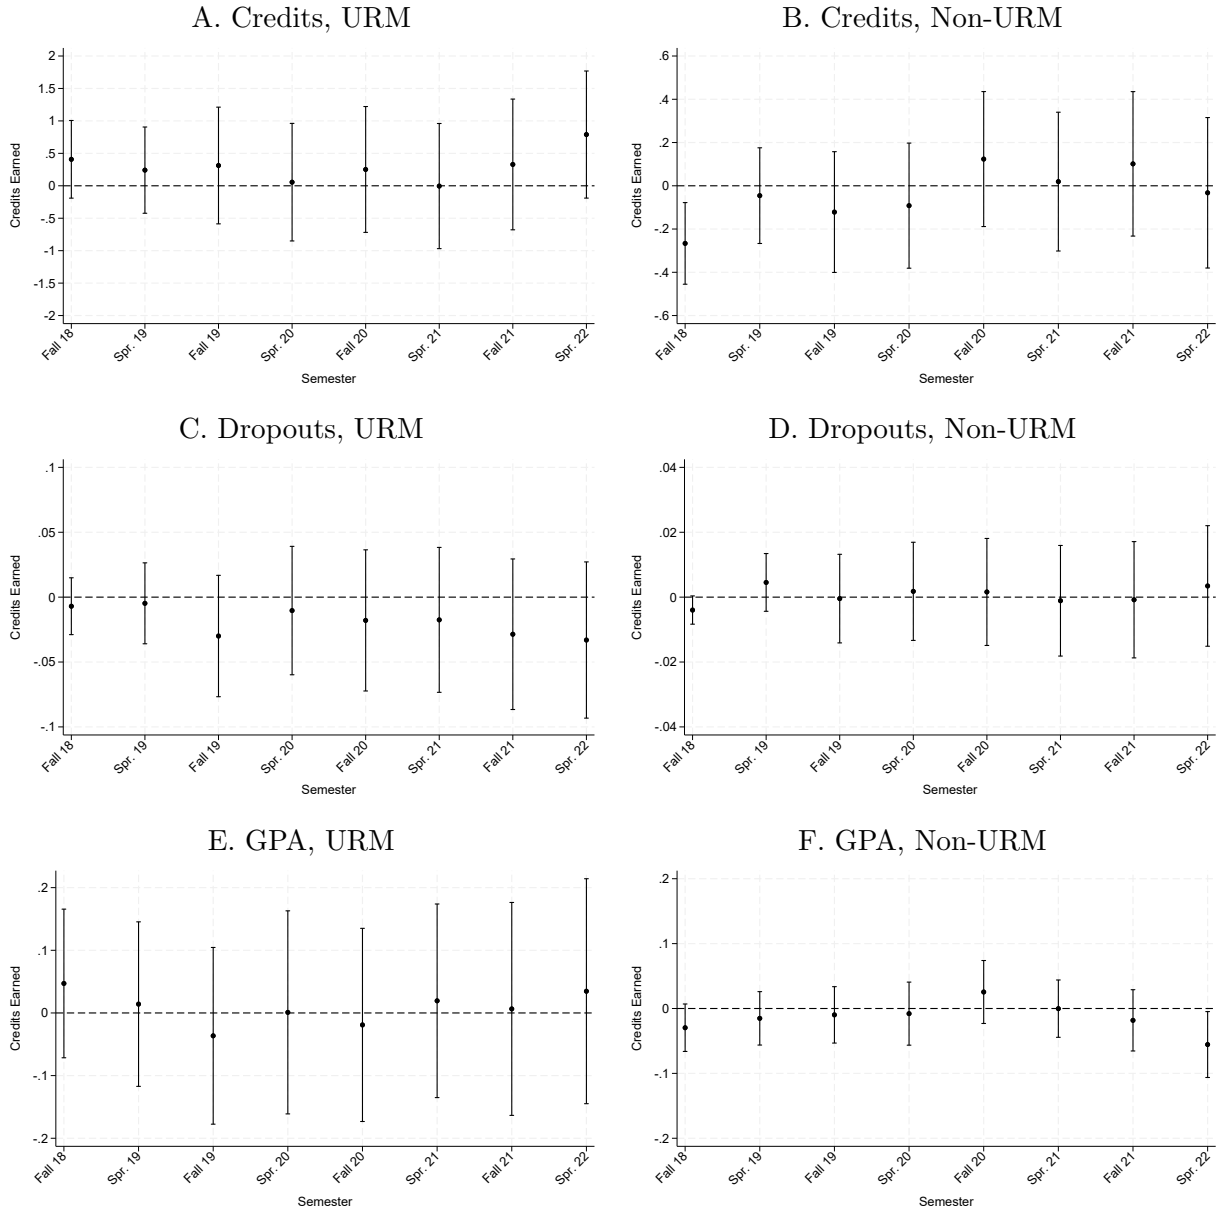 A. Credits, URM
2
1.5
1
.5
0
-.5
-1
-1.5
-2
Credits Earned
Fall 18
Spr. 19
Fall 19
Spr. 20
Fall 20
Spr. 21
Fall 21
Spr. 22
Semester
B. Credits, Non-URM
.6
.4
.2
0
-.2
-.4
-.6
Credits Earned
Fall 18
Spr. 19
Fall 19
Spr. 20
Fall 20
Spr. 21
Fall 21
Spr. 22
Semester
C. Dropouts, URM
.1
.05
0
-.05
-.1
Credits Earned
Fall 18
Spr. 19
Fall 19
Spr. 20
Fall 20
Spr. 21
Fall 21
Spr. 22
Semester
D. Dropouts, Non-URM
.04
.02
0
-.02
-.04
Credits Earned
Fall 18
Spr. 19
Fall 19
Spr. 20
Fall 20
Spr. 21
Fall 21
Spr. 22
Semester
E. GPA, URM
.2
.1
0
-.1
-.2
Credits Earned
Fall 18
Spr. 19
Fall 19
Spr. 20
Fall 20
Spr. 21
Fall 21
Spr. 22
Semester
F. GPA, Non-URM
.2
.1
0
-.1
-.2
Credits Earned
Fall 18
Spr. 19
Fall 19
Spr. 20
Fall 20
Spr. 21
Fall 21
Spr. 22
Semester